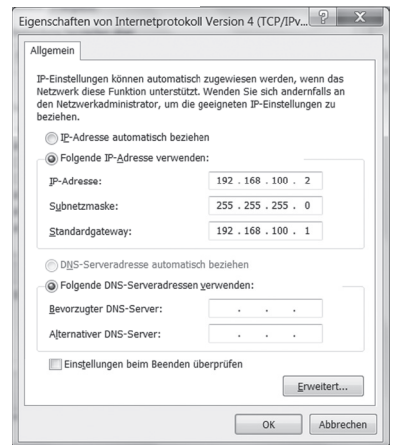 Eigenschaften von Internetprotokoll Version 4 (TCP/IPv...
Allgemein
IP-Einstellungen können automatisch zugewiesen werden, wenn das
Netzwerk diese Funktion unterstützt. Wenden Sie sich andernfalls an
den Netzwerkadministrator, um die geeigneten IP-Einstellungen zu
beziehen.
IP-Adresse automatisch beziehen
Folgende IP-Adresse verwenden:
IP-Adresse: 192 . 168 . 100 . 2
Subnetzmaske: 255 . 255 . 255 . 0
Standardgateway: 192 . 168 . 100 . 1
DNS-Serveradresse automatisch beziehen
Folgende DNS-Serveradressen verwenden:
Bevorzugter DNS-Server: . . .
Alternativer DNS-Server: . . .
Einstellungen beim Beenden überprüfen
Erweitert...
OK Abbrechen